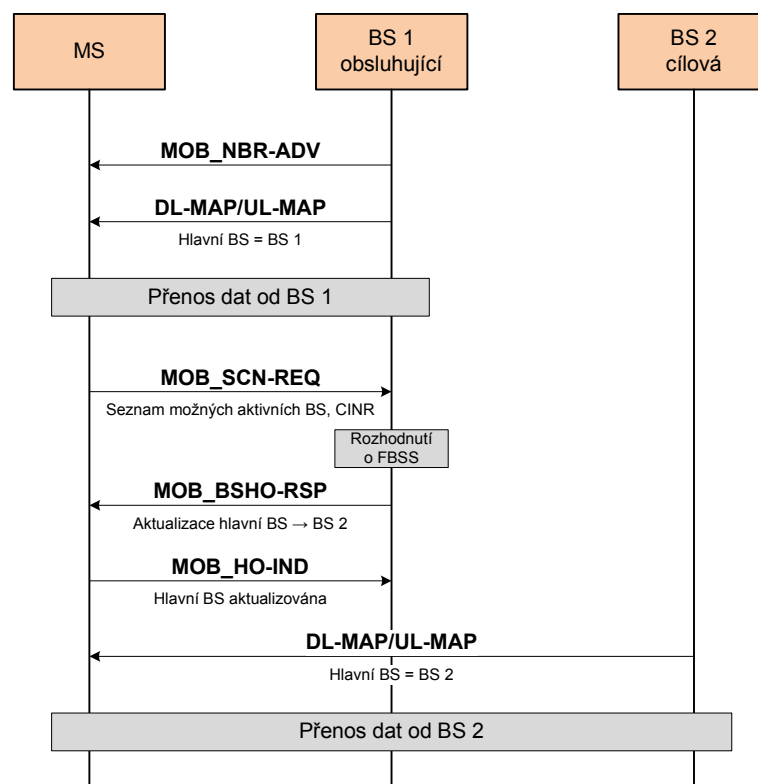 MS
BS 1
obsluhující
BS 2
cílová
MOB_NBR-ADV
DL-MAP/UL-MAP
Hlavní BS = BS 1
Přenos dat od BS 1
MOB_SCN-REQ
Seznam možných aktivních BS, CINR
Rozhodnutí
o FBSS
MOB_BSHO-RSP
Aktualizace hlavní BS → BS 2
MOB_HO-IND
Hlavní BS aktualizována
DL-MAP/UL-MAP
Hlavní BS = BS 2
Přenos dat od BS 2